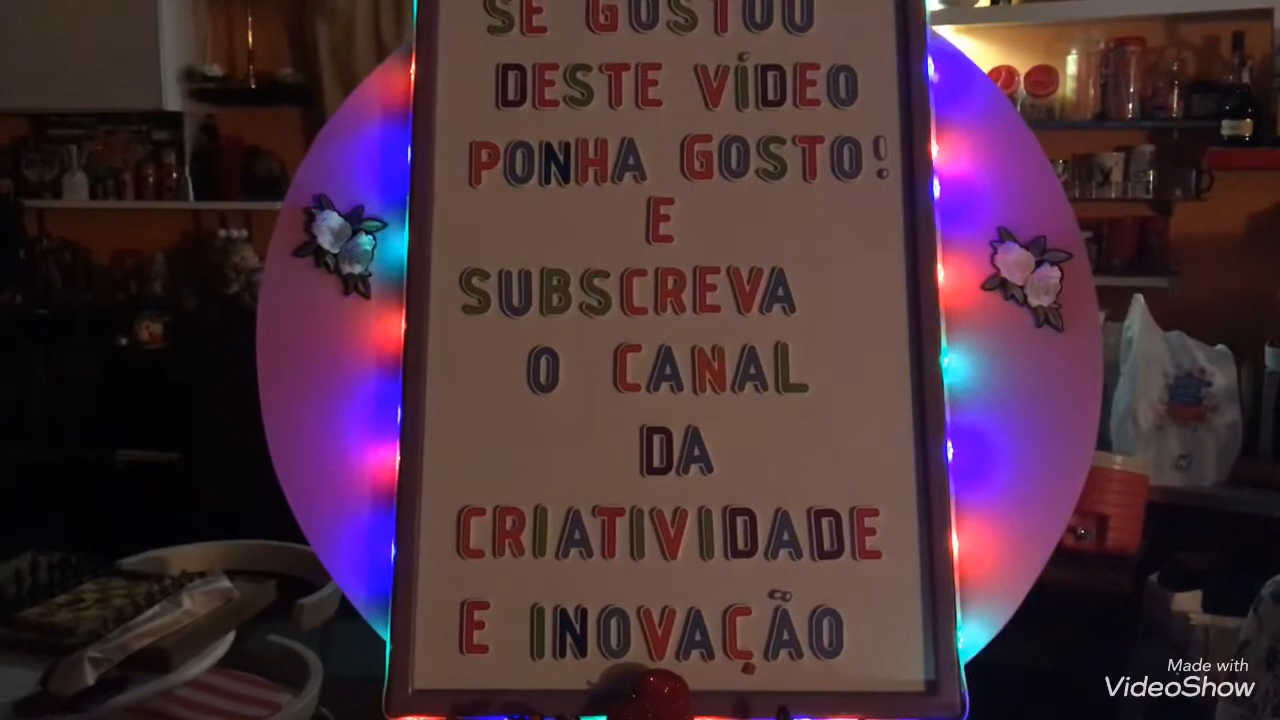 SE GOSTOU
DESTE VÍDEO
PONHA GOSTO!
E
SUBSCREVA
O CANAL
DA
CRIATIVIDADE
E INOVAÇÃO
Made with
VideoShow